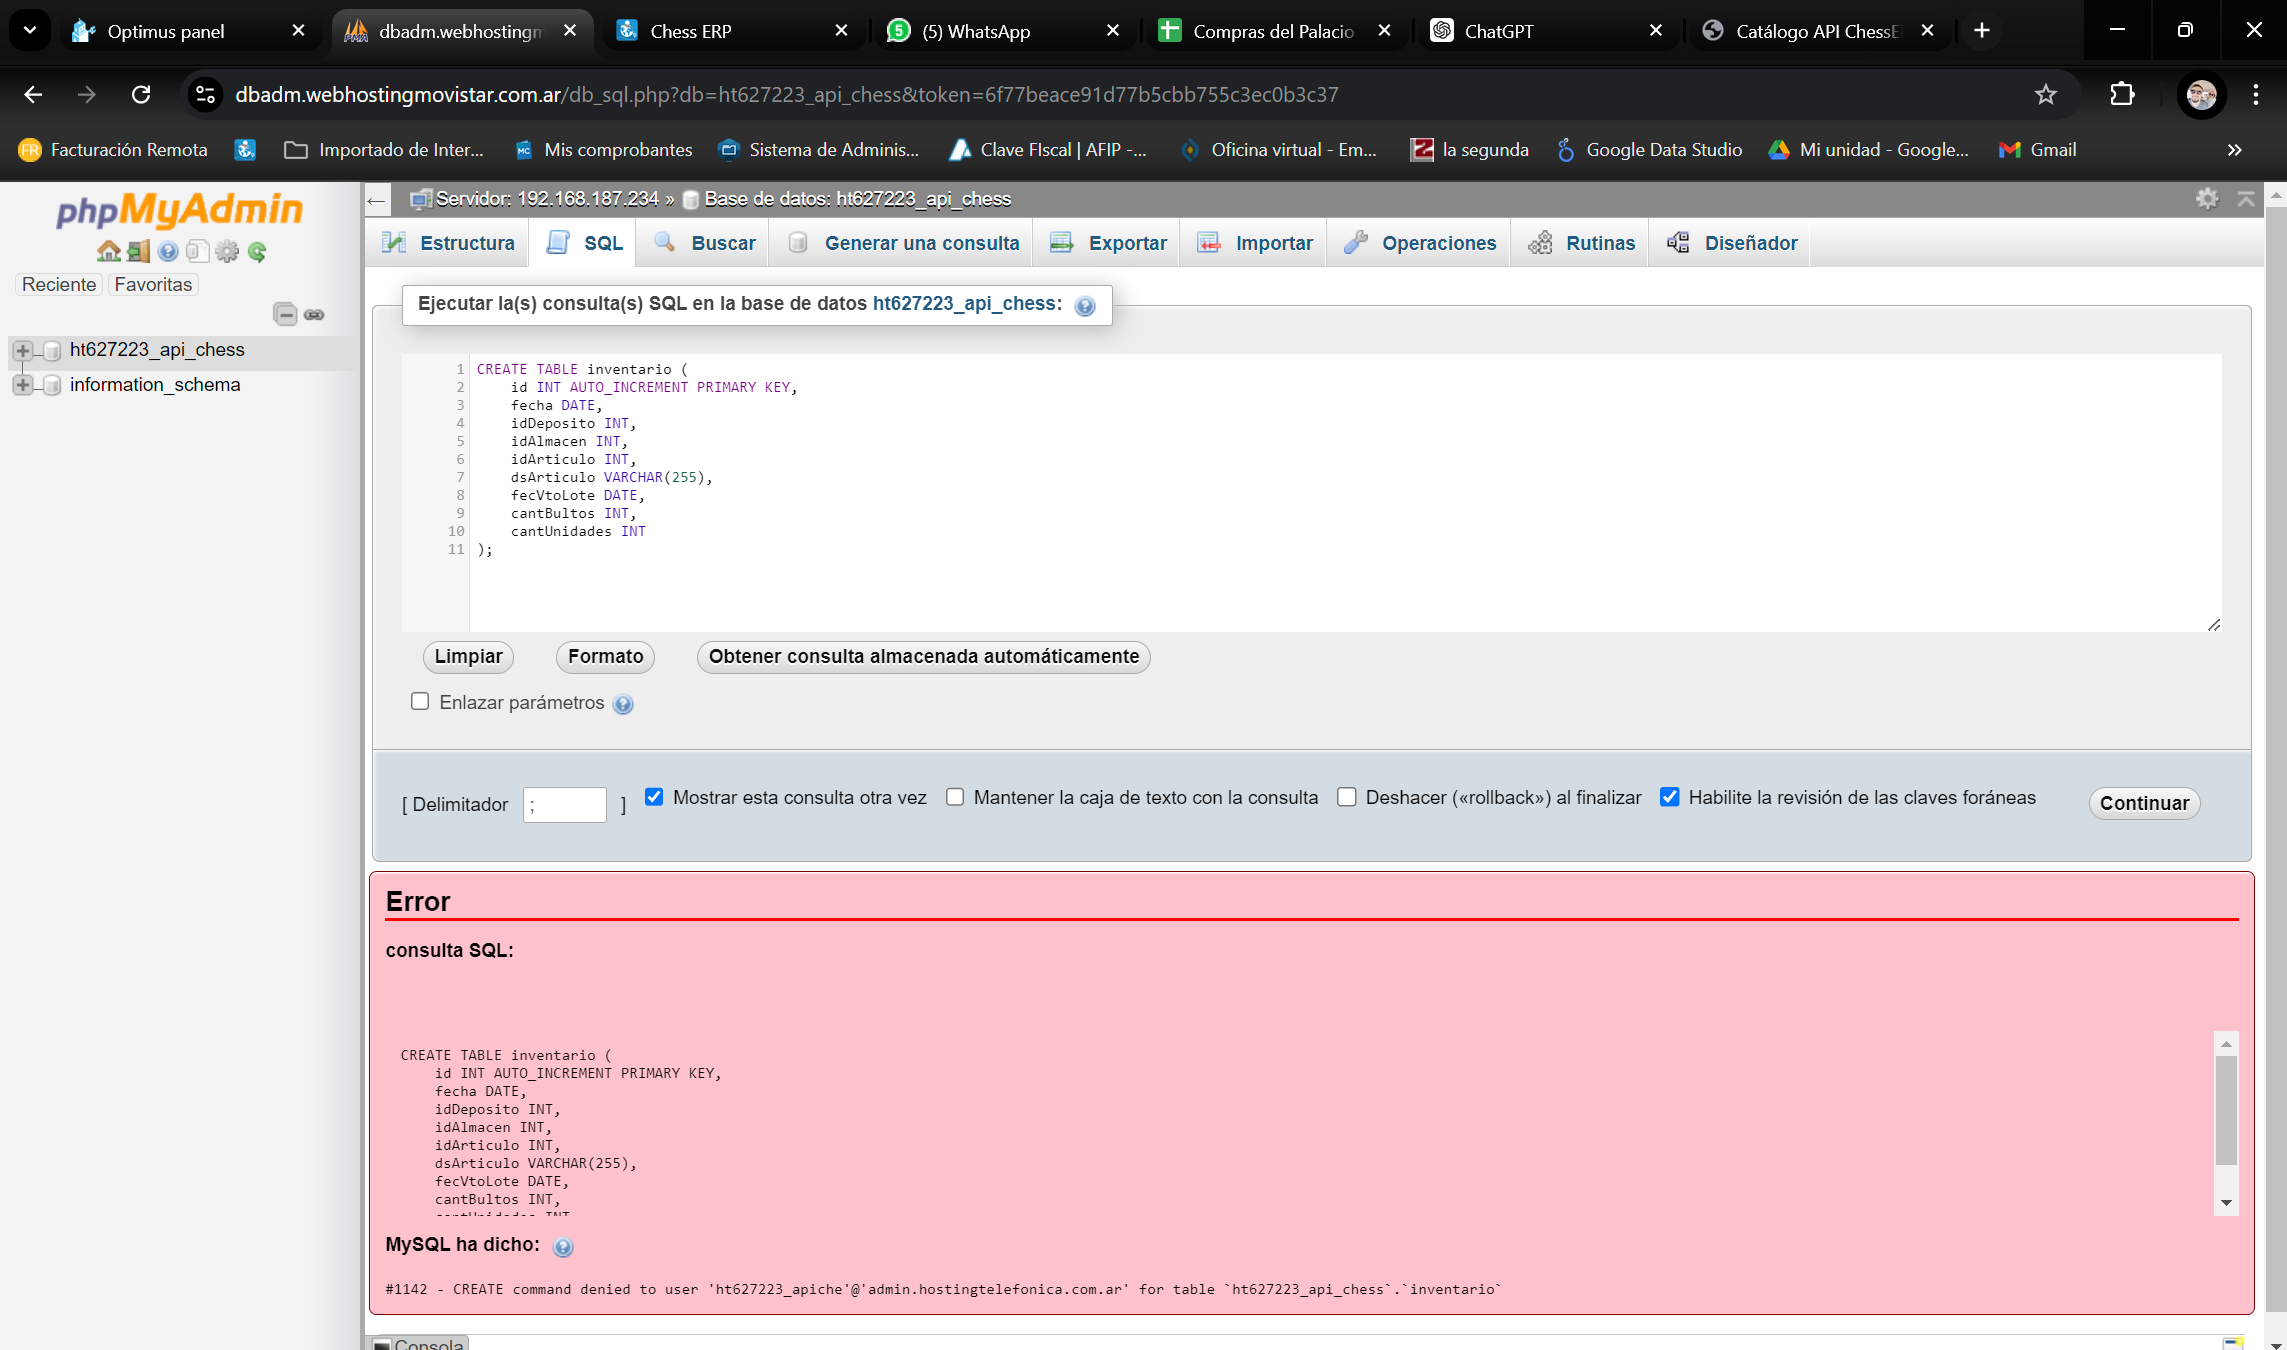 Optimus panel
dbadm.webhostingm
Chess ERP
(5) WhatsApp
Compras del Palacio
ChatGPT
Catálogo API ChessE
dbadm.webhostingmovistar.com.ar/db_sql.php?db=ht627223_api_chess&token=6f77beace91d77b5cbb755c3ec0b3c37
FR Facturación Remota
Importado de Inter...
MC Mis comprobantes
Sistema de Adminis...
Clave FIscal | AFIP -...
Oficina virtual - Em...
la segunda
Google Data Studio
Mi unidad - Google...
Gmail
phpMyAdmin
Reciente Favoritas
ht627223_api_chess
information_schema
Servidor: 192.168.187.234 » Base de datos: ht627223_api_chess
Estructura SQL Buscar Generar una consulta Exportar Importar Operaciones Rutinas Diseñador
Ejecutar la(s) consulta(s) SQL en la base de datos ht627223_api_chess:
1 CREATE TABLE inventario (
2 id INT AUTO_INCREMENT PRIMARY KEY,
3 fecha DATE,
4 idDeposito INT,
5 idAlmacen INT,
6 idArticulo INT,
7 dsArticulo VARCHAR(255),
8 fecVtoLote DATE,
9 cantBultos INT,
10 cantUnidades INT
11 );
Limpiar Formato Obtener consulta almacenada automáticamente
Enlazar parámetros
[ Delimitador ; ] Mostrar esta consulta otra vez Mantener la caja de texto con la consulta Deshacer («rollback») al finalizar Habilite la revisión de las claves foráneas Continuar
Error
consulta SQL:
CREATE TABLE inventario (
id INT AUTO_INCREMENT PRIMARY KEY,
fecha DATE,
idDeposito INT,
idAlmacen INT,
idArticulo INT,
dsArticulo VARCHAR(255),
fecVtoLote DATE,
cantBultos INT,
cantUnidades INT
MySQL ha dicho:
#1142 - CREATE command denied to user 'ht627223_apiche'@'admin.hostingtelefonica.com.ar' for table `ht627223_api_chess`.`inventario`
Consola